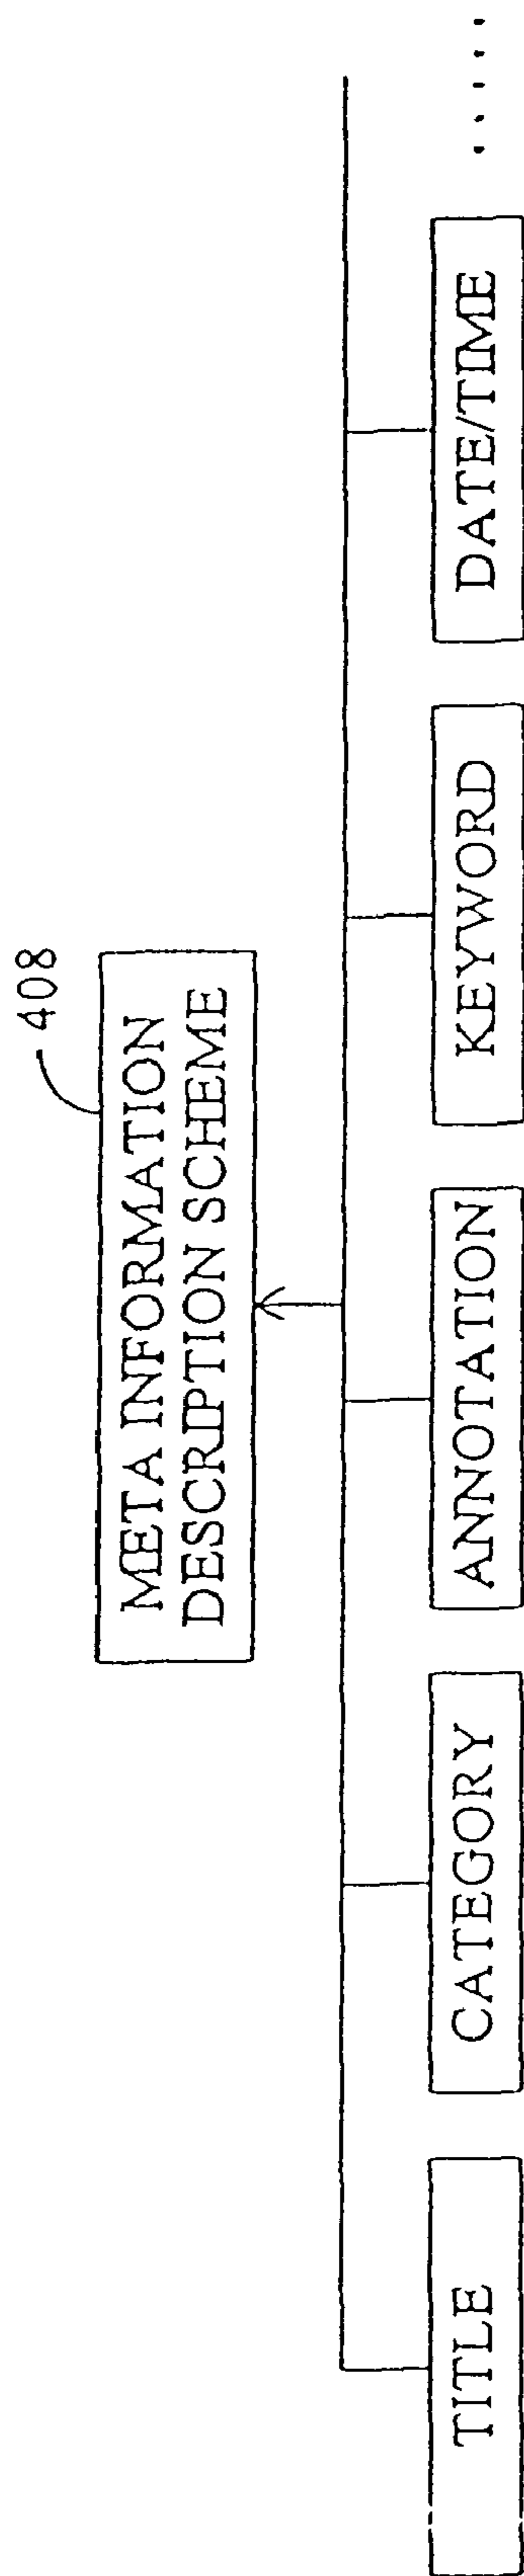 408
META INFORMATION
DESCRIPTION SCHEME
TITLE
CATEGORY
ANNOTATION
KEYWORD
DATE/TIME
.....